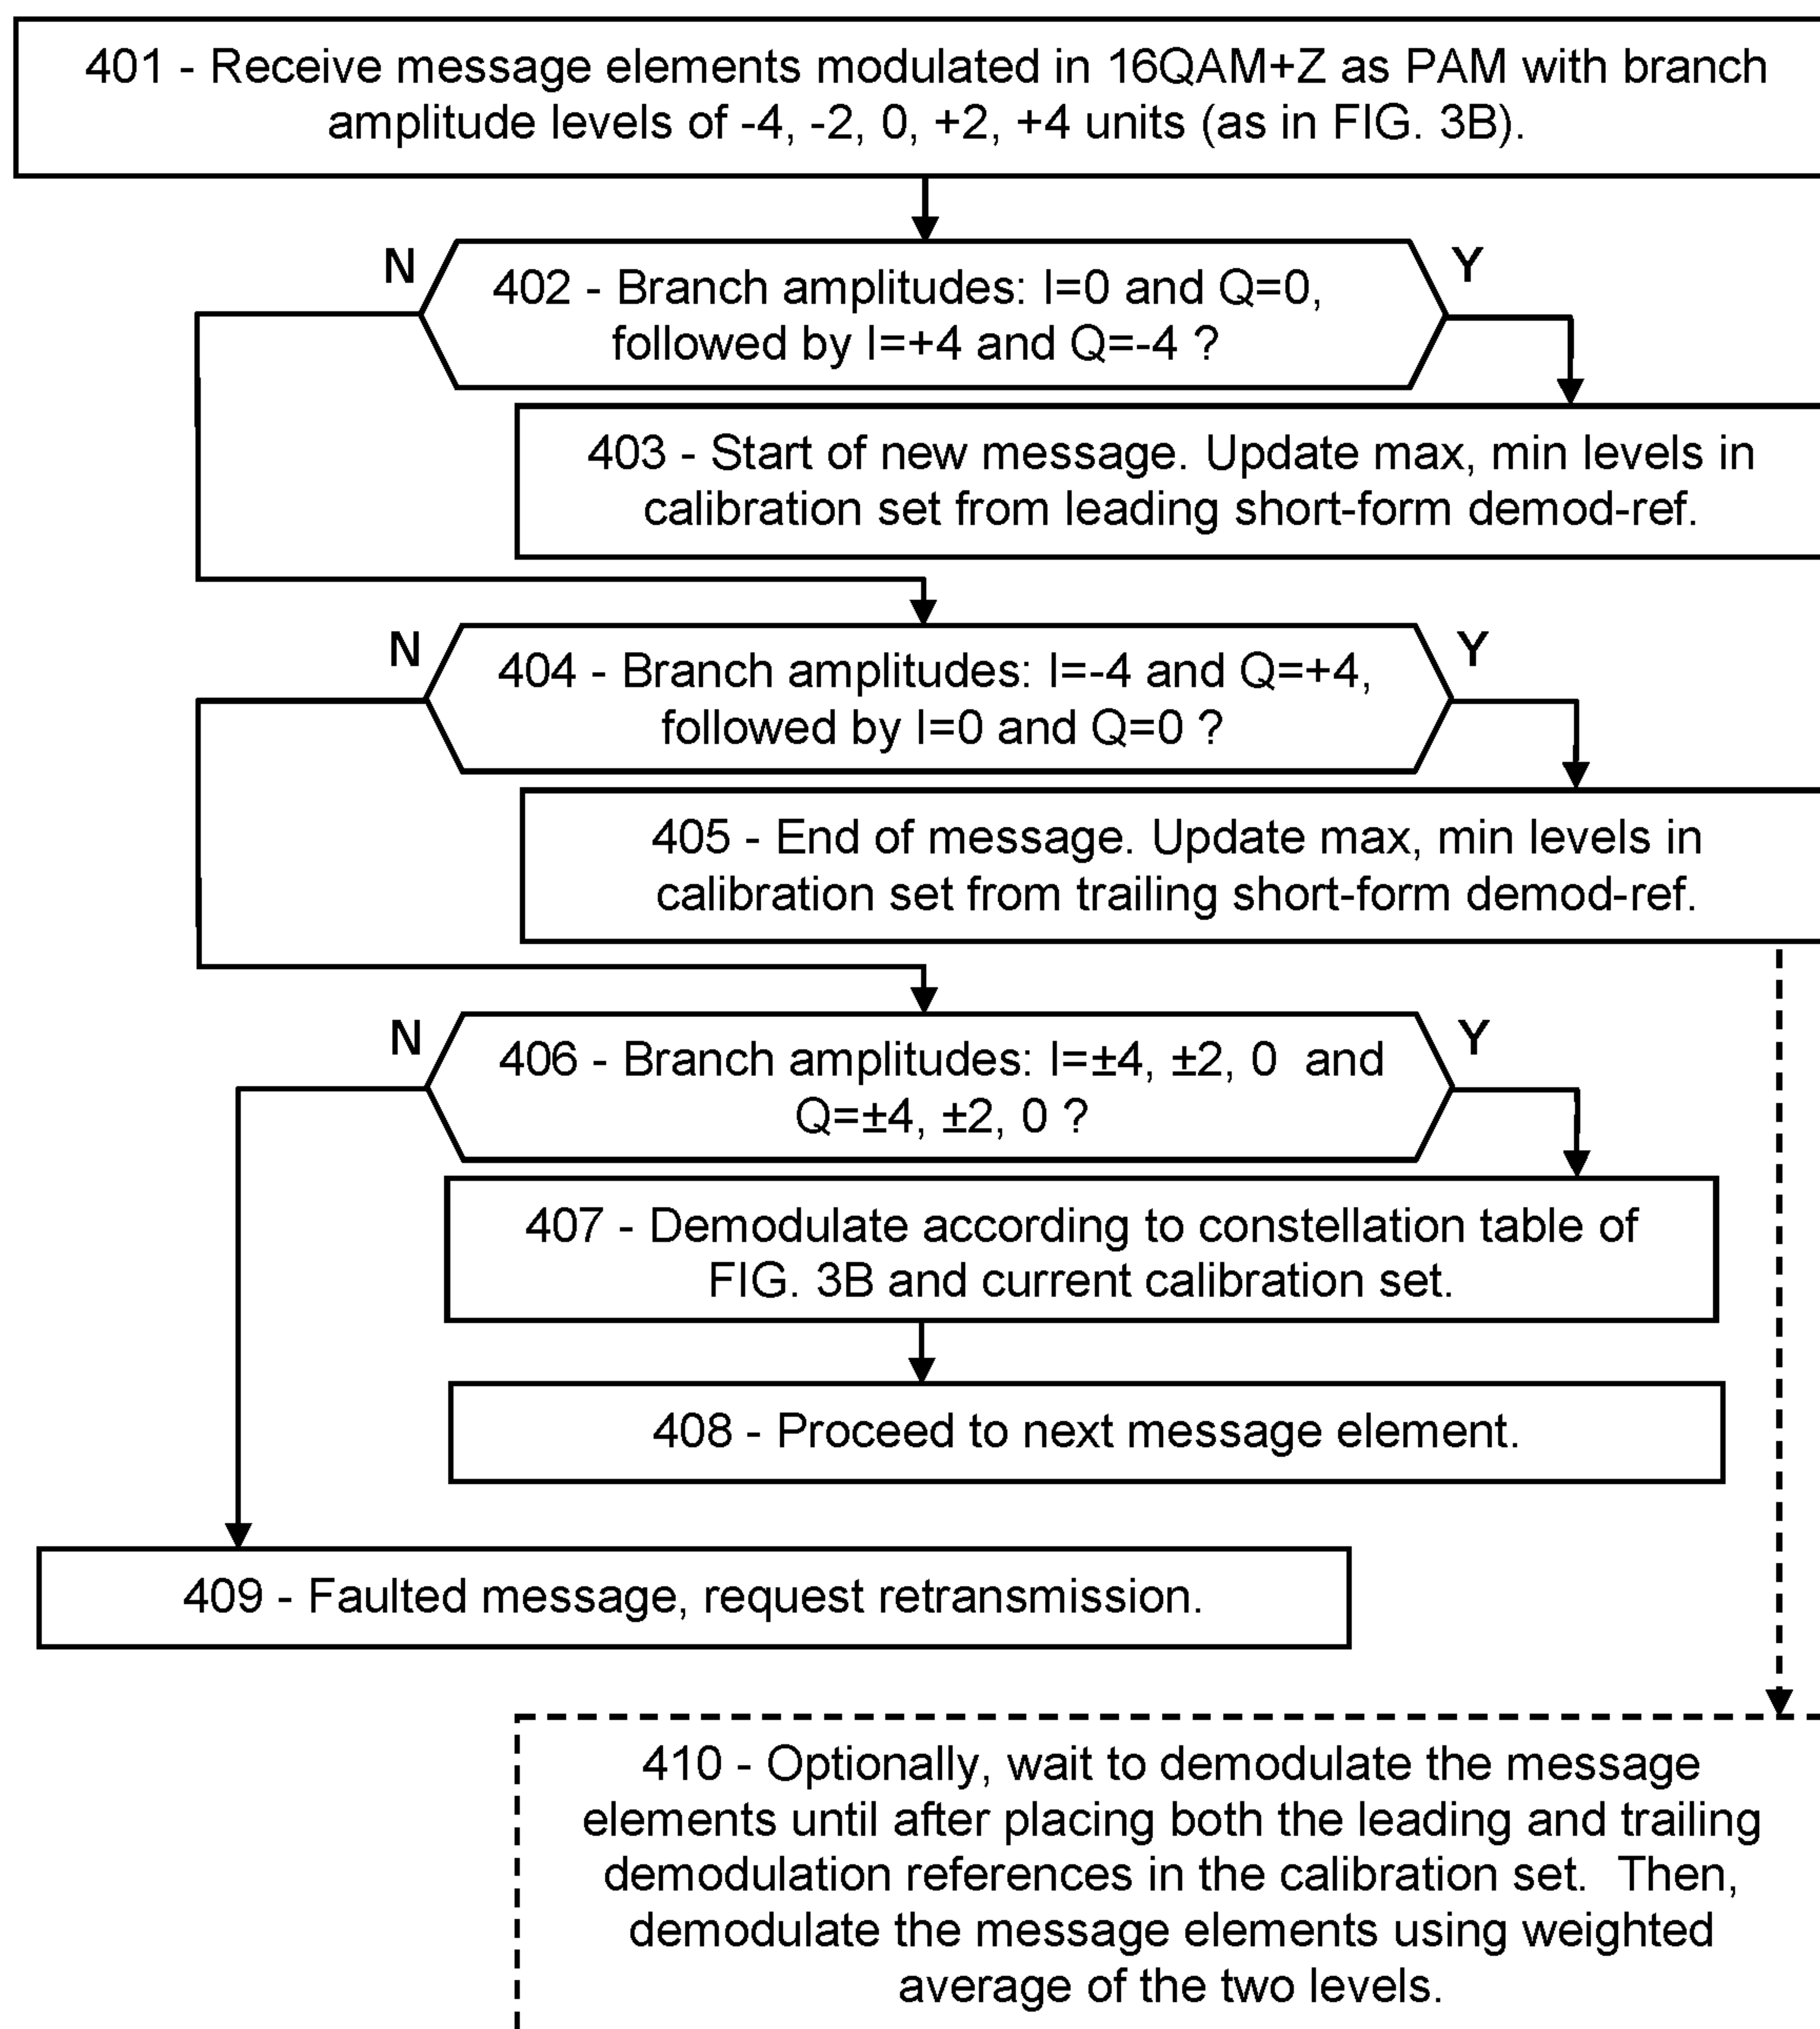 401 - Receive message elements modulated in 16QAM+Z as PAM with branch
amplitude levels of -4, -2, 0, +2, +4 units (as in FIG. 3B).
N
Y
402 - Branch amplitudes: I=0 and Q=0,
followed by I=+4 and Q=-4 ?
403 - Start of new message. Update max, min levels in
calibration set from leading short-form demod-ref.
N
Y
404 - Branch amplitudes: I=-4 and Q=+4,
followed by I=0 and Q=0 ?
405 - End of message. Update max, min levels in
calibration set from trailing short-form demod-ref.
N
Y
406 - Branch amplitudes: I=±4, ±2, 0  and
Q=±4, ±2, 0 ?
407 - Demodulate according to constellation table of
FIG. 3B and current calibration set.
408 - Proceed to next message element.
409 - Faulted message, request retransmission.
410 - Optionally, wait to demodulate the message
elements until after placing both the leading and trailing
demodulation references in the calibration set.  Then,
demodulate the message elements using weighted
average of the two levels.